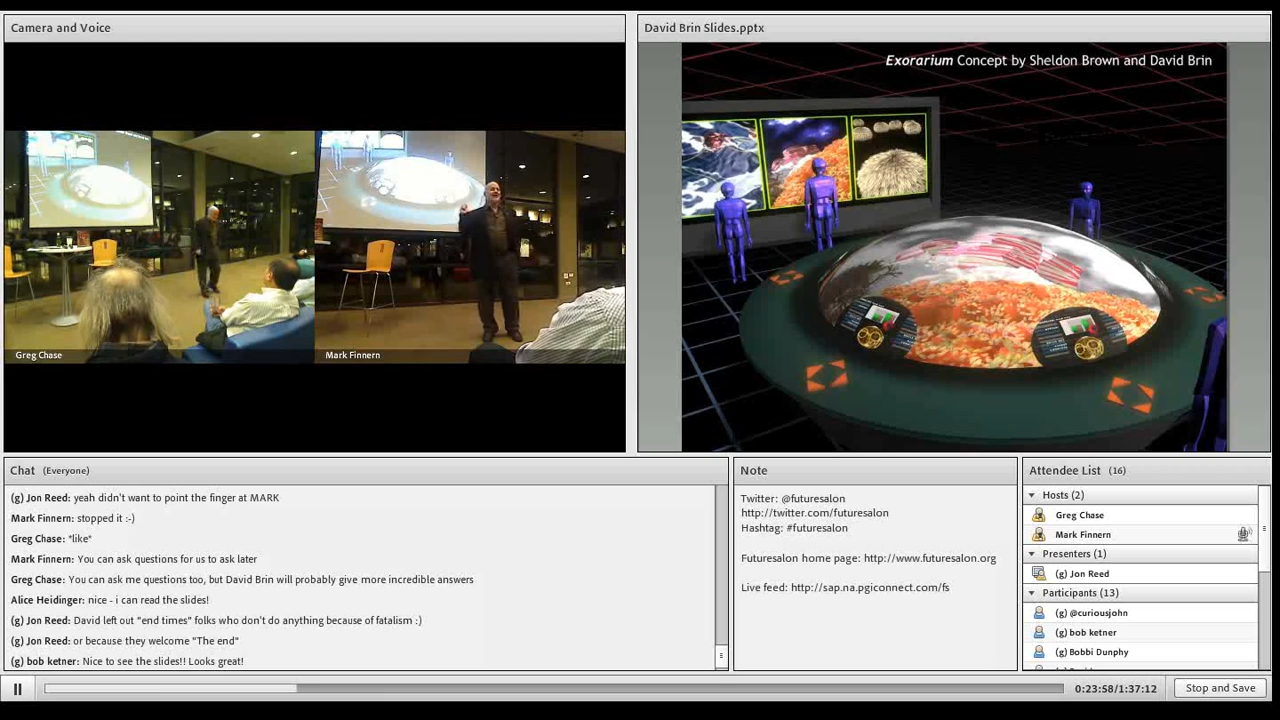 Camera and Voice
Greg Chase
Mark Finnern
David Brin Slides.pptx
Exorarium Concept by Sheldon Brown and David Brin
Chat (Everyone)
(g) Jon Reed: yeah didn't want to point the finger at MARK
Mark Finnern: stopped it :-)
Greg Chase: *like*
Mark Finnern: You can ask questions for us to ask later
Greg Chase: You can ask me questions too, but David Brin will probably give more incredible answers
Alice Heidinger: nice - i can read the slides!
(g) Jon Reed: David left out "end times" folks who don't do anything because of fatalism :)
(g) Jon Reed: or because they welcome "The end"
(g) bob ketner: Nice to see the slides!! Looks great!
Note
Twitter: @futuresalon
http://twitter.com/futuresalon
Hashtag: #futuresalon
Futuresalon home page: http://www.futuresalon.org
Live feed: http://sap.na.pgiconnect.com/fs
Attendee List (16)
Hosts (2)
Greg Chase
Mark Finnern
Presenters (1)
(g) Jon Reed
Participants (13)
(g) @curiousjohn
(g) bob ketner
(g) Bobbi Dunphy
0:23:58/1:37:12
Stop and Save